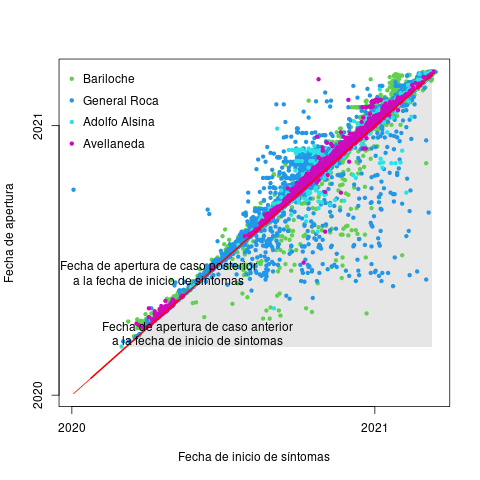 Bariloche
General Roca
Adolfo Alsina
Avellaneda
2021
Fecha de apertura
Fecha de apertura de caso posterior
a la fecha de inicio de síntomas
Fecha de apertura de caso anterior
a la fecha de inicio de sintomas
2020
2020
2021
Fecha de inicio de síntomas